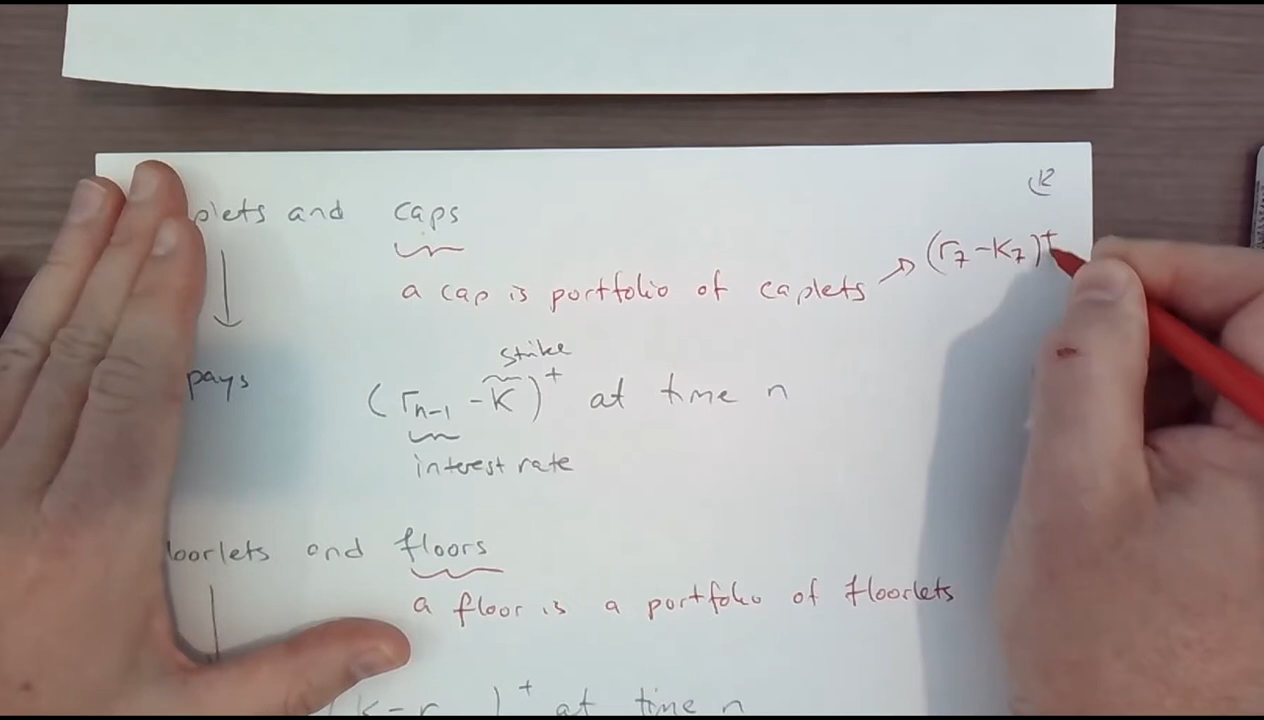 12
plets and caps
(r₇ - K₇)⁺
a cap is portfolio of caplets →
strike
pays (rₙ₋₁ - K)⁺ at time n
interest rate
loorlets and floors
a floor is a portfolio of floorlets
k - r )⁺ at time n